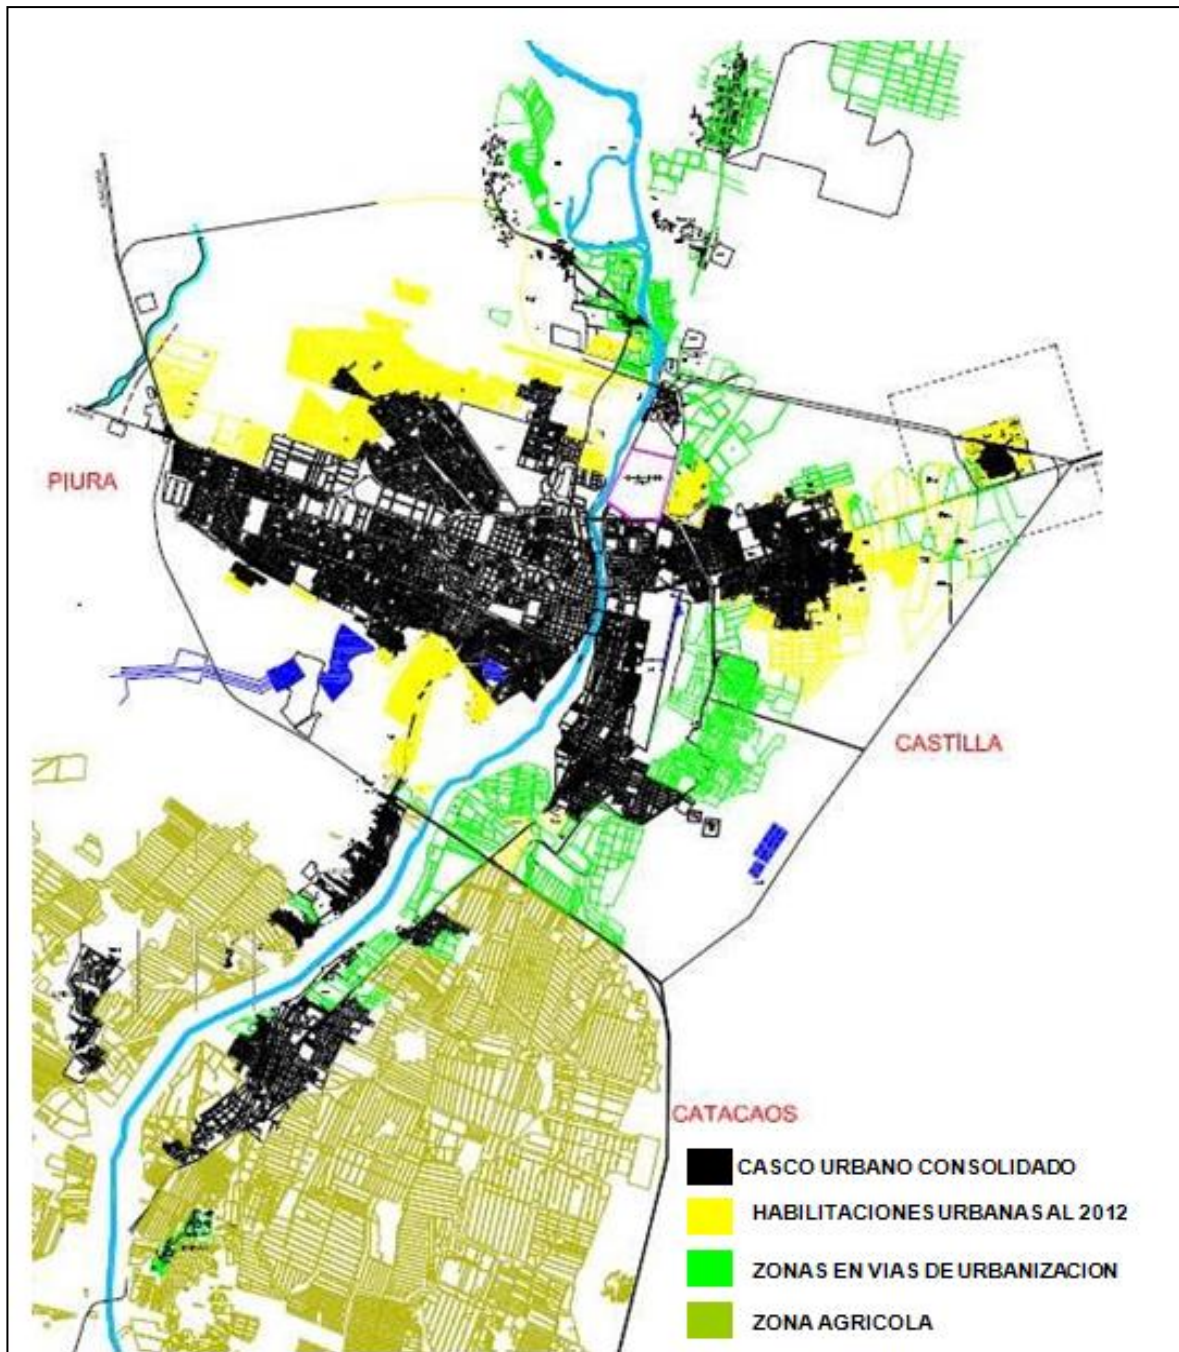 PIURA
CASTILLA
CATACAOS
CASCO URBANO CONSOLIDADO
HABILITACIONES URBANAS AL 2012
ZONAS EN VIAS DE URBANIZACION
ZONA AGRICOLA